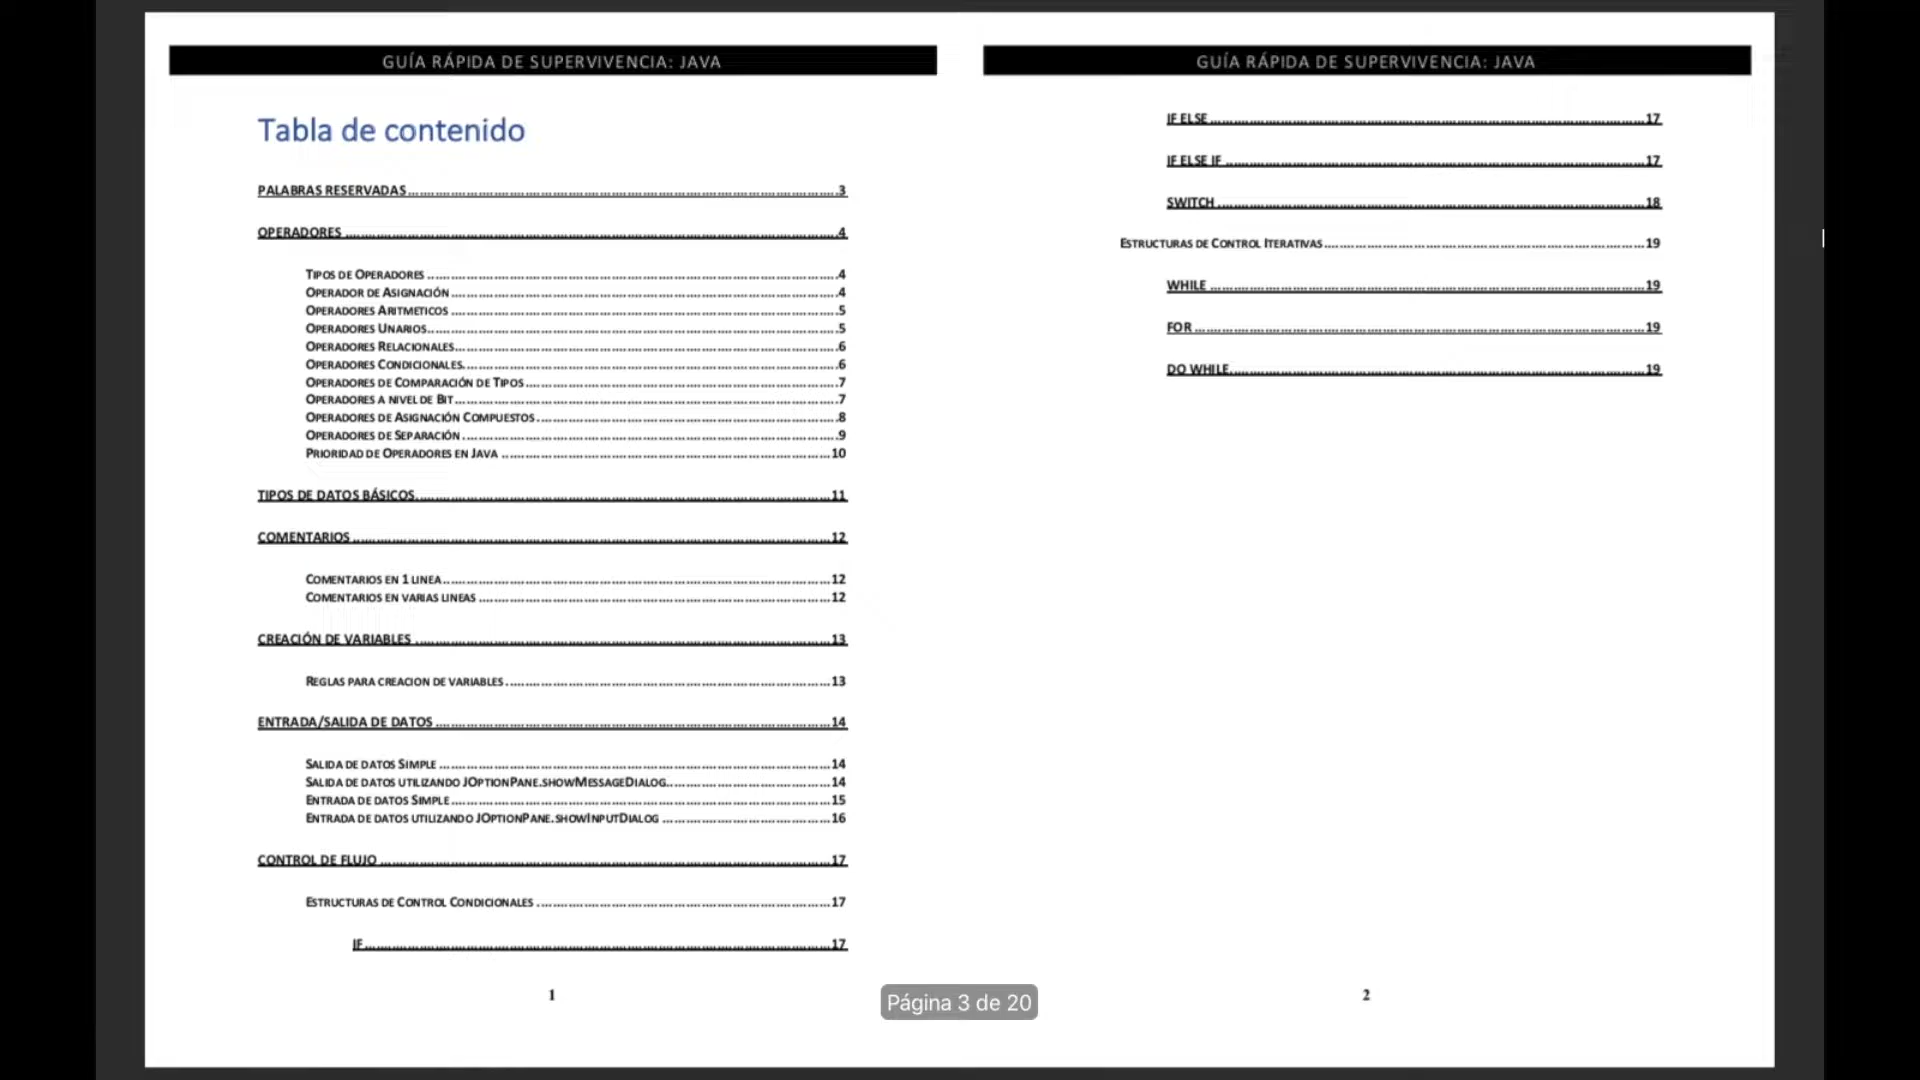 GUÍA RÁPIDA DE SUPERVIVENCIA: JAVA
Tabla de contenido
PALABRAS RESERVADAS 3
OPERADORES 4
TIPOS DE OPERADORES 4
OPERADOR DE ASIGNACIÓN 4
OPERADORES ARITMETICOS 5
OPERADORES UNARIOS 5
OPERADORES RELACIONALES 6
OPERADORES CONDICIONALES 6
OPERADORES DE COMPARACIÓN DE TIPOS 7
OPERADORES A NIVEL DE BIT 7
OPERADORES DE ASIGNACIÓN COMPUESTOS 8
OPERADORES DE SEPARACIÓN 9
PRIORIDAD DE OPERADORES EN JAVA 10
TIPOS DE DATOS BÁSICOS 11
COMENTARIOS 12
COMENTARIOS EN 1 LINEA 12
COMENTARIOS EN VARIAS LINEAS 12
CREACIÓN DE VARIABLES 13
REGLAS PARA CREACION DE VARIABLES 13
ENTRADA/SALIDA DE DATOS 14
SALIDA DE DATOS SIMPLE 14
SALIDA DE DATOS UTILIZANDO JOPTIONPANE.SHOWMESSAGEDIALOG 14
ENTRADA DE DATOS SIMPLE 15
ENTRADA DE DATOS UTILIZANDO JOPTIONPANE.SHOWINPUTDIALOG 16
CONTROL DE FLUJO 17
ESTRUCTURAS DE CONTROL CONDICIONALES 17
IF 17
1
GUÍA RÁPIDA DE SUPERVIVENCIA: JAVA
IF ELSE 17
IF ELSE IF 17
SWITCH 18
ESTRUCTURAS DE CONTROL ITERATIVAS 19
WHILE 19
FOR 19
DO WHILE 19
2
Página 3 de 20